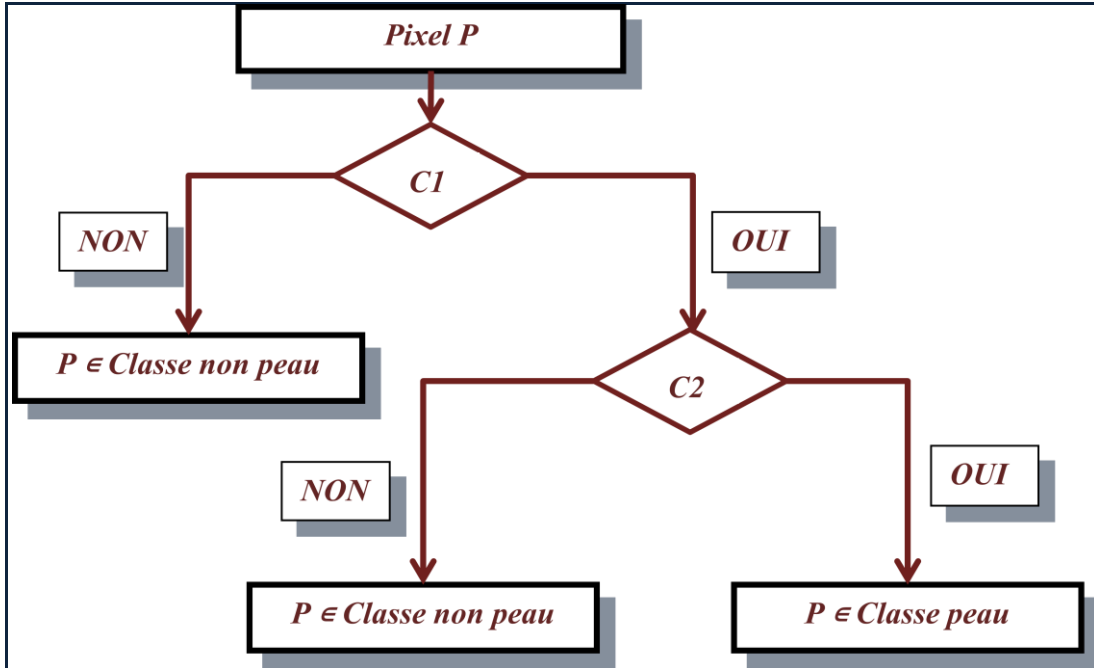 Pixel P
C1
NON
OUI
P ∈ Classe non peau
C2
NON
OUI
P ∈ Classe non peau
P ∈ Classe peau